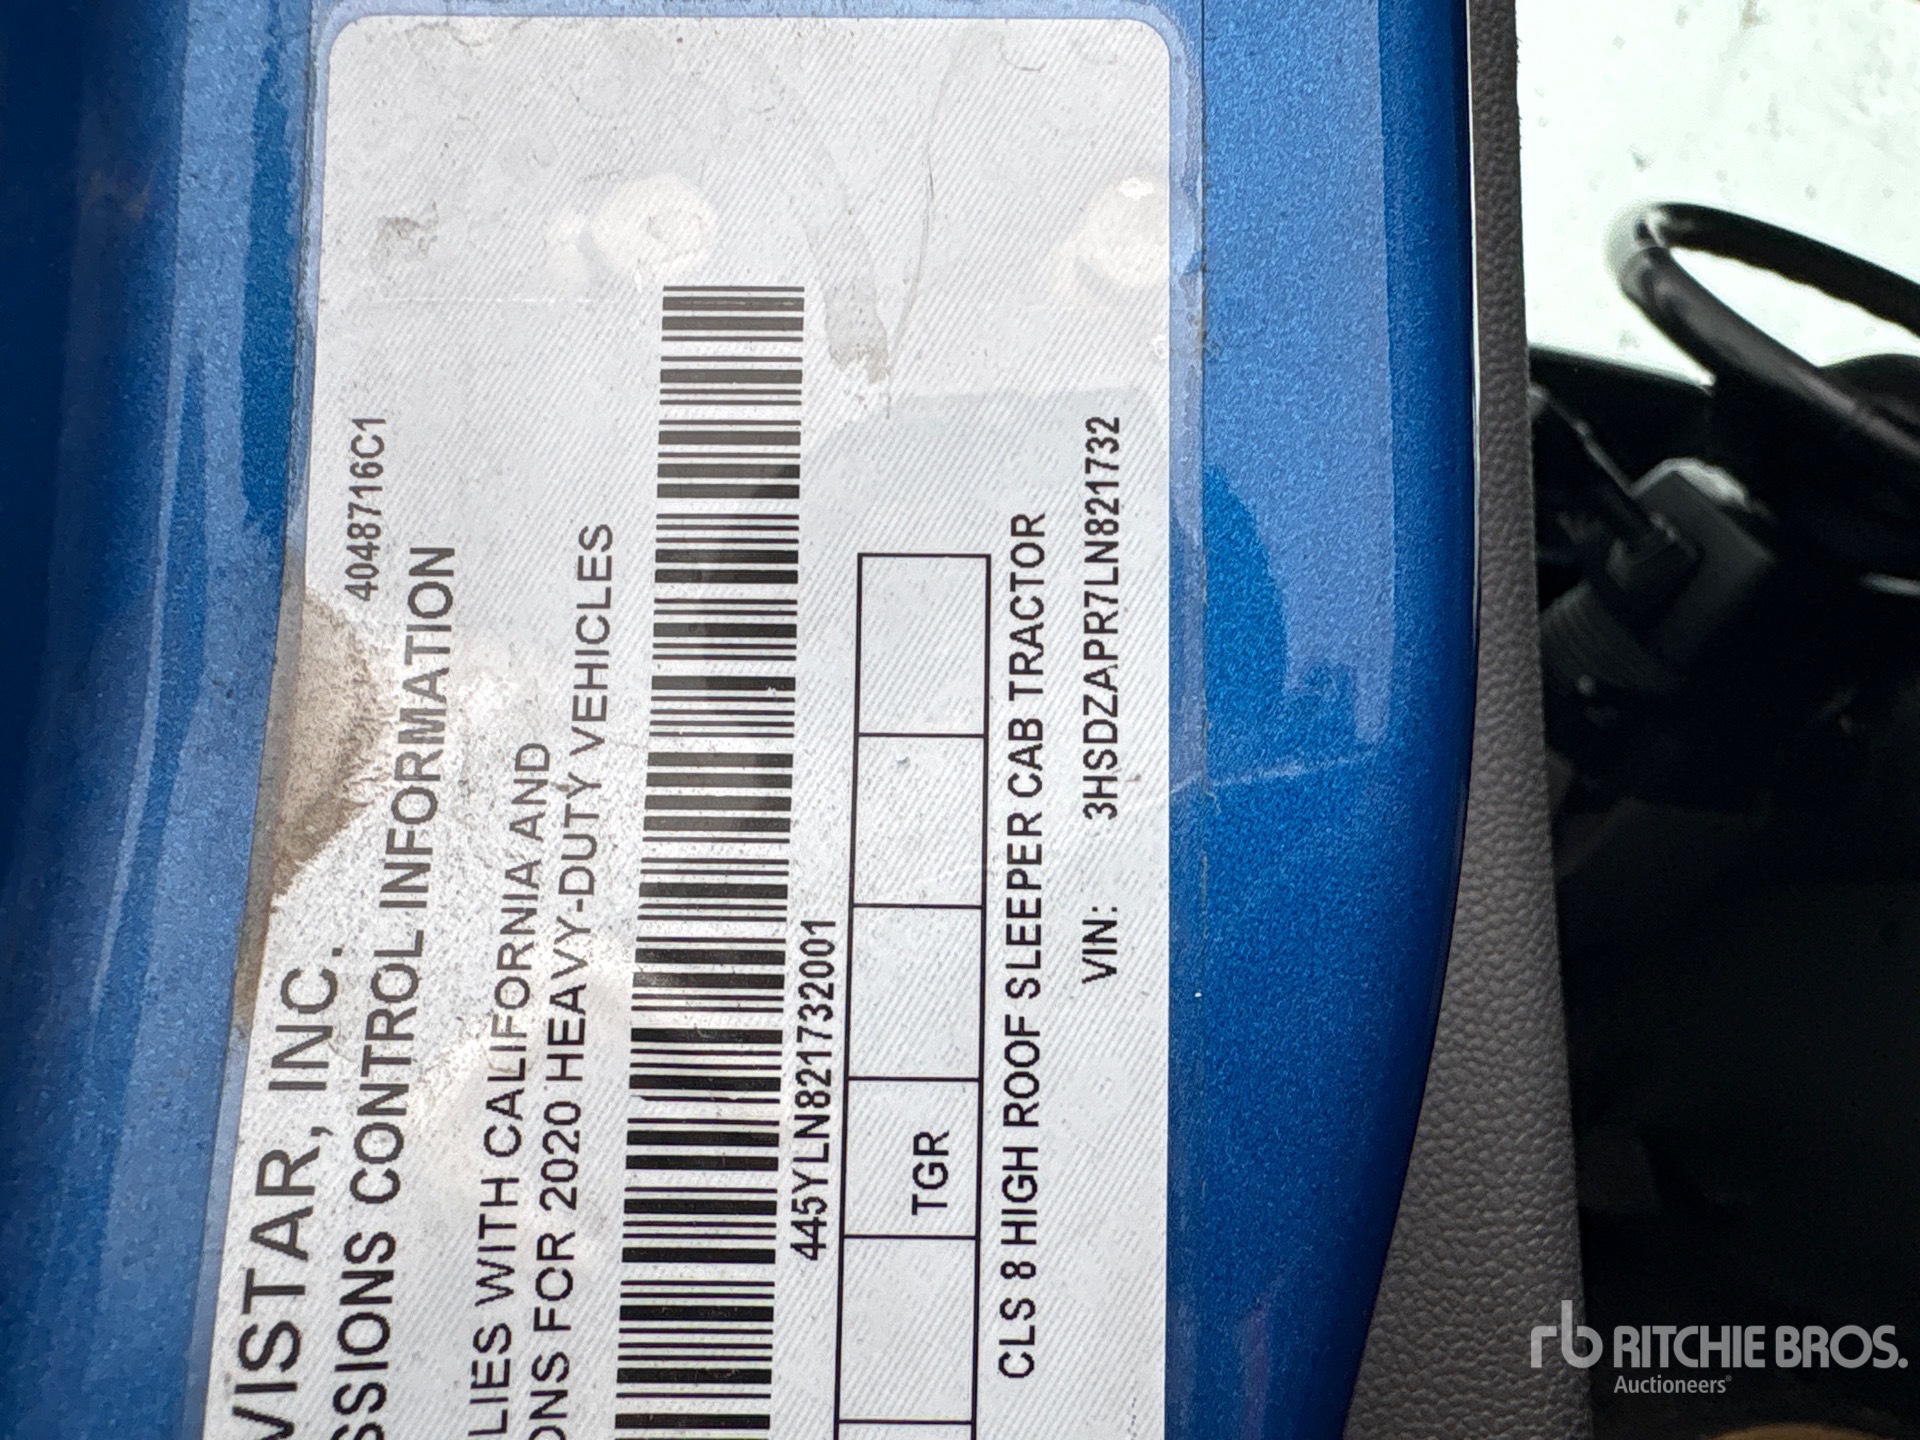 4048716C1
VISTAR, INC.
SSIONS CONTROL INFORMATION
LIES WITH CALIFORNIA AND
ONS FOR 2020 HEAVY-DUTY VEHICLES
445YLN821732001
TGR
CLS 8 HIGH ROOF SLEEPER CAB TRACTOR
VIN: 3HSDZAPR7LN821732
rb RITCHIE BROS.
Auctioneers